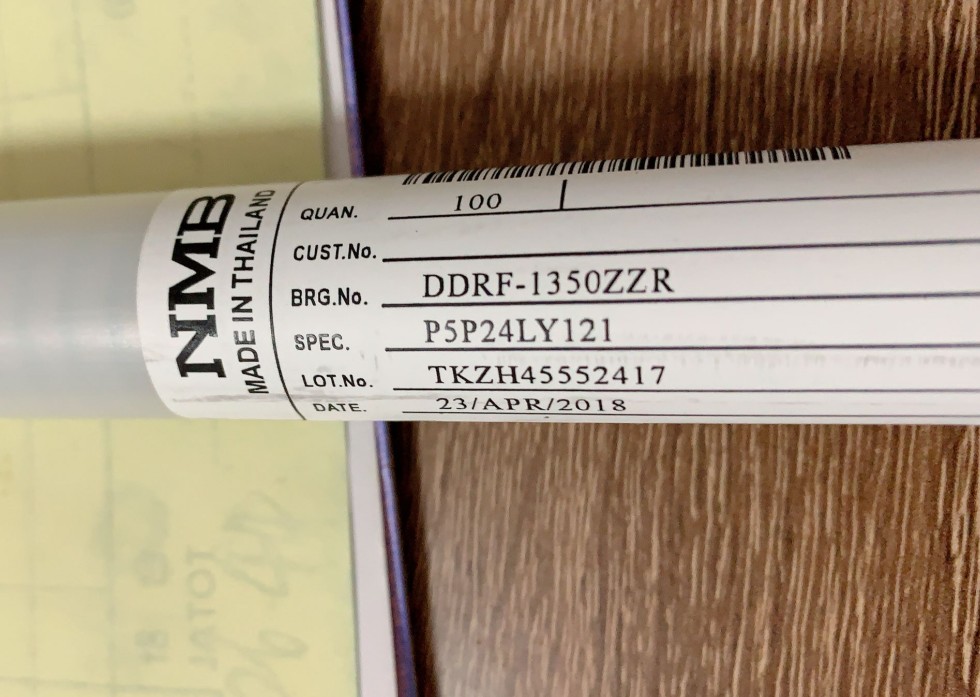 NMB
MADE IN THAILAND
QUAN. 100
CUST.No.
BRG.No. DDRF-1350ZZR
SPEC. P5P24LY121
LOT.No. TKZH45552417
DATE. 23/APR/2018
TOTAL